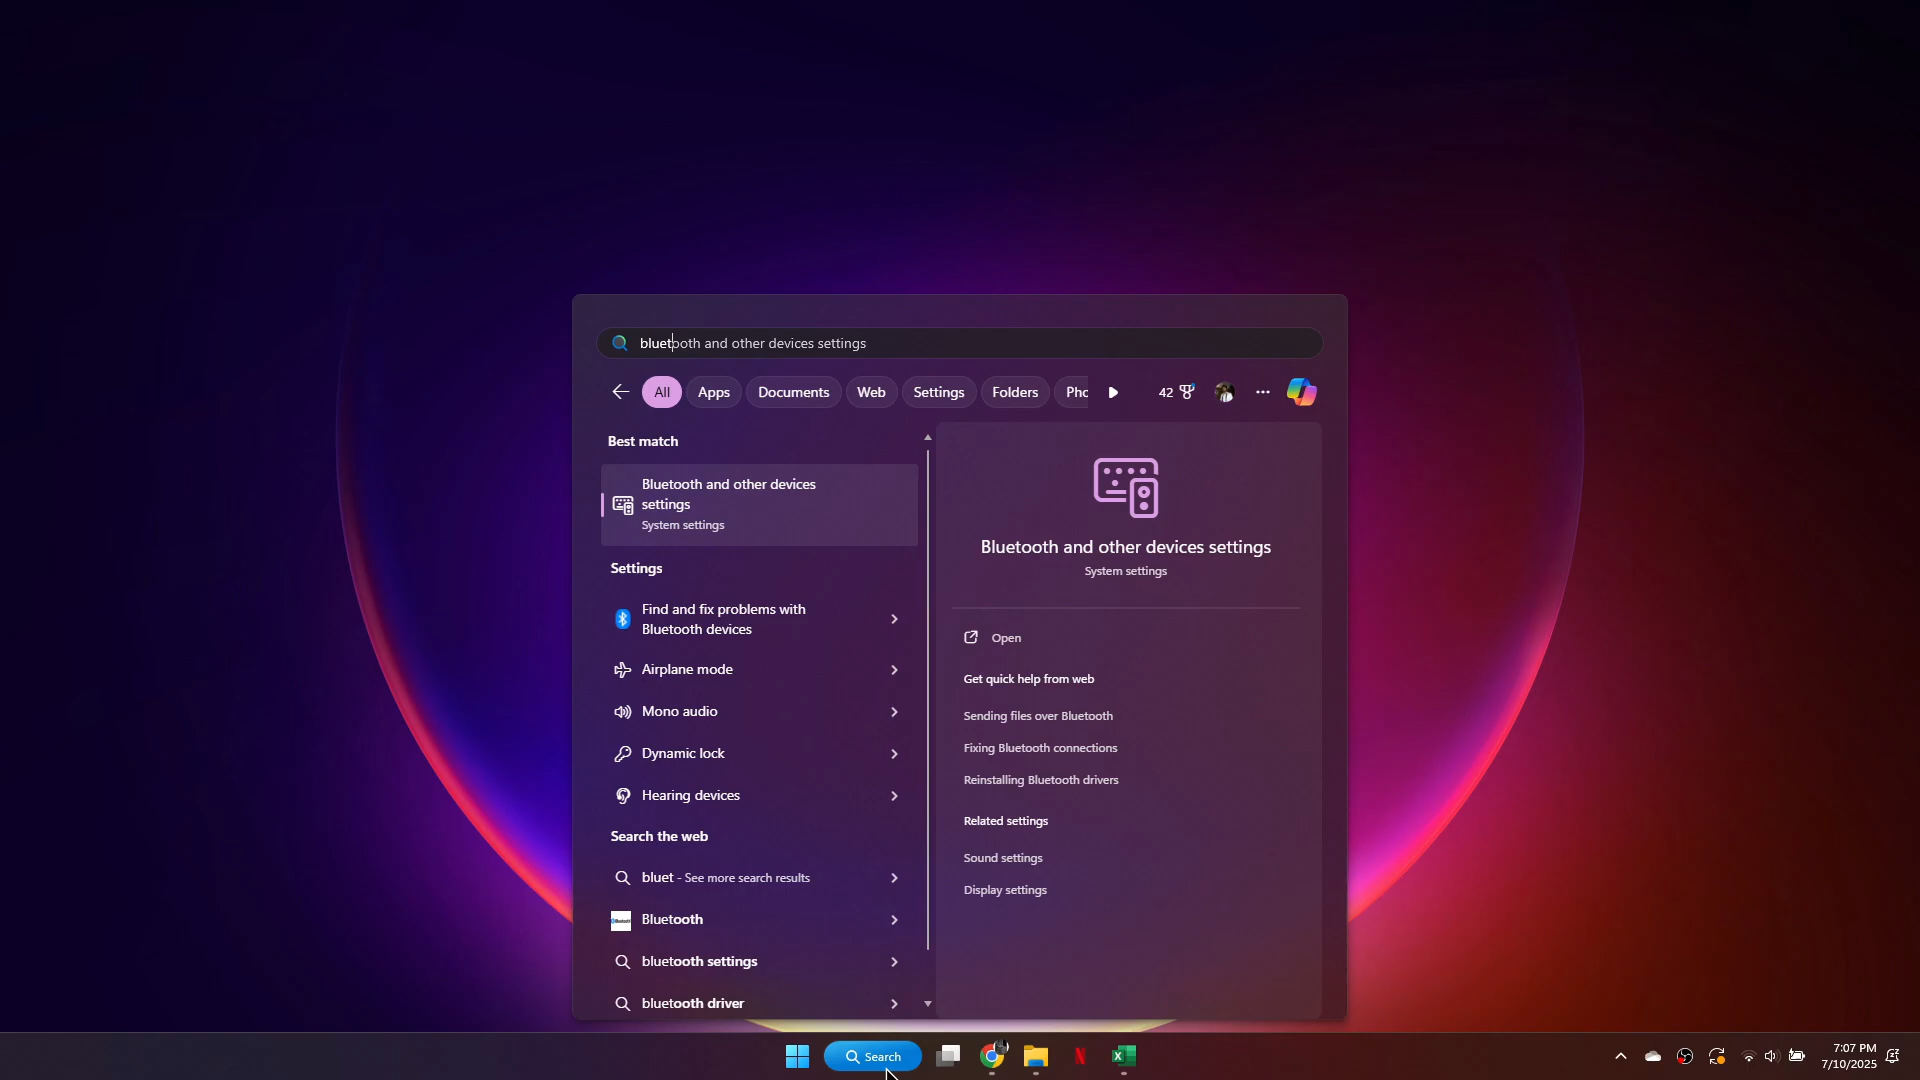 bluetooth and other devices settings
All
Apps
Documents
Web
Settings
Folders
Pho
42
Best match
Bluetooth and other devices
settings
System settings
Settings
Find and fix problems with
Bluetooth devices
Airplane mode
Mono audio
Dynamic lock
Hearing devices
Search the web
bluet - See more search results
Bluetooth
bluetooth settings
bluetooth driver
Bluetooth and other devices settings
System settings
Open
Get quick help from web
Sending files over Bluetooth
Fixing Bluetooth connections
Reinstalling Bluetooth drivers
Related settings
Sound settings
Display settings
Search
7:07 PM
7/10/2025